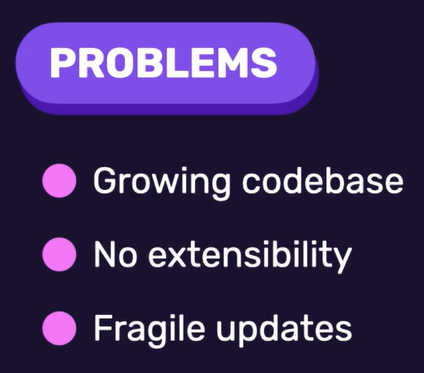 PROBLEMS
Growing codebase
No extensibility
Fragile updates